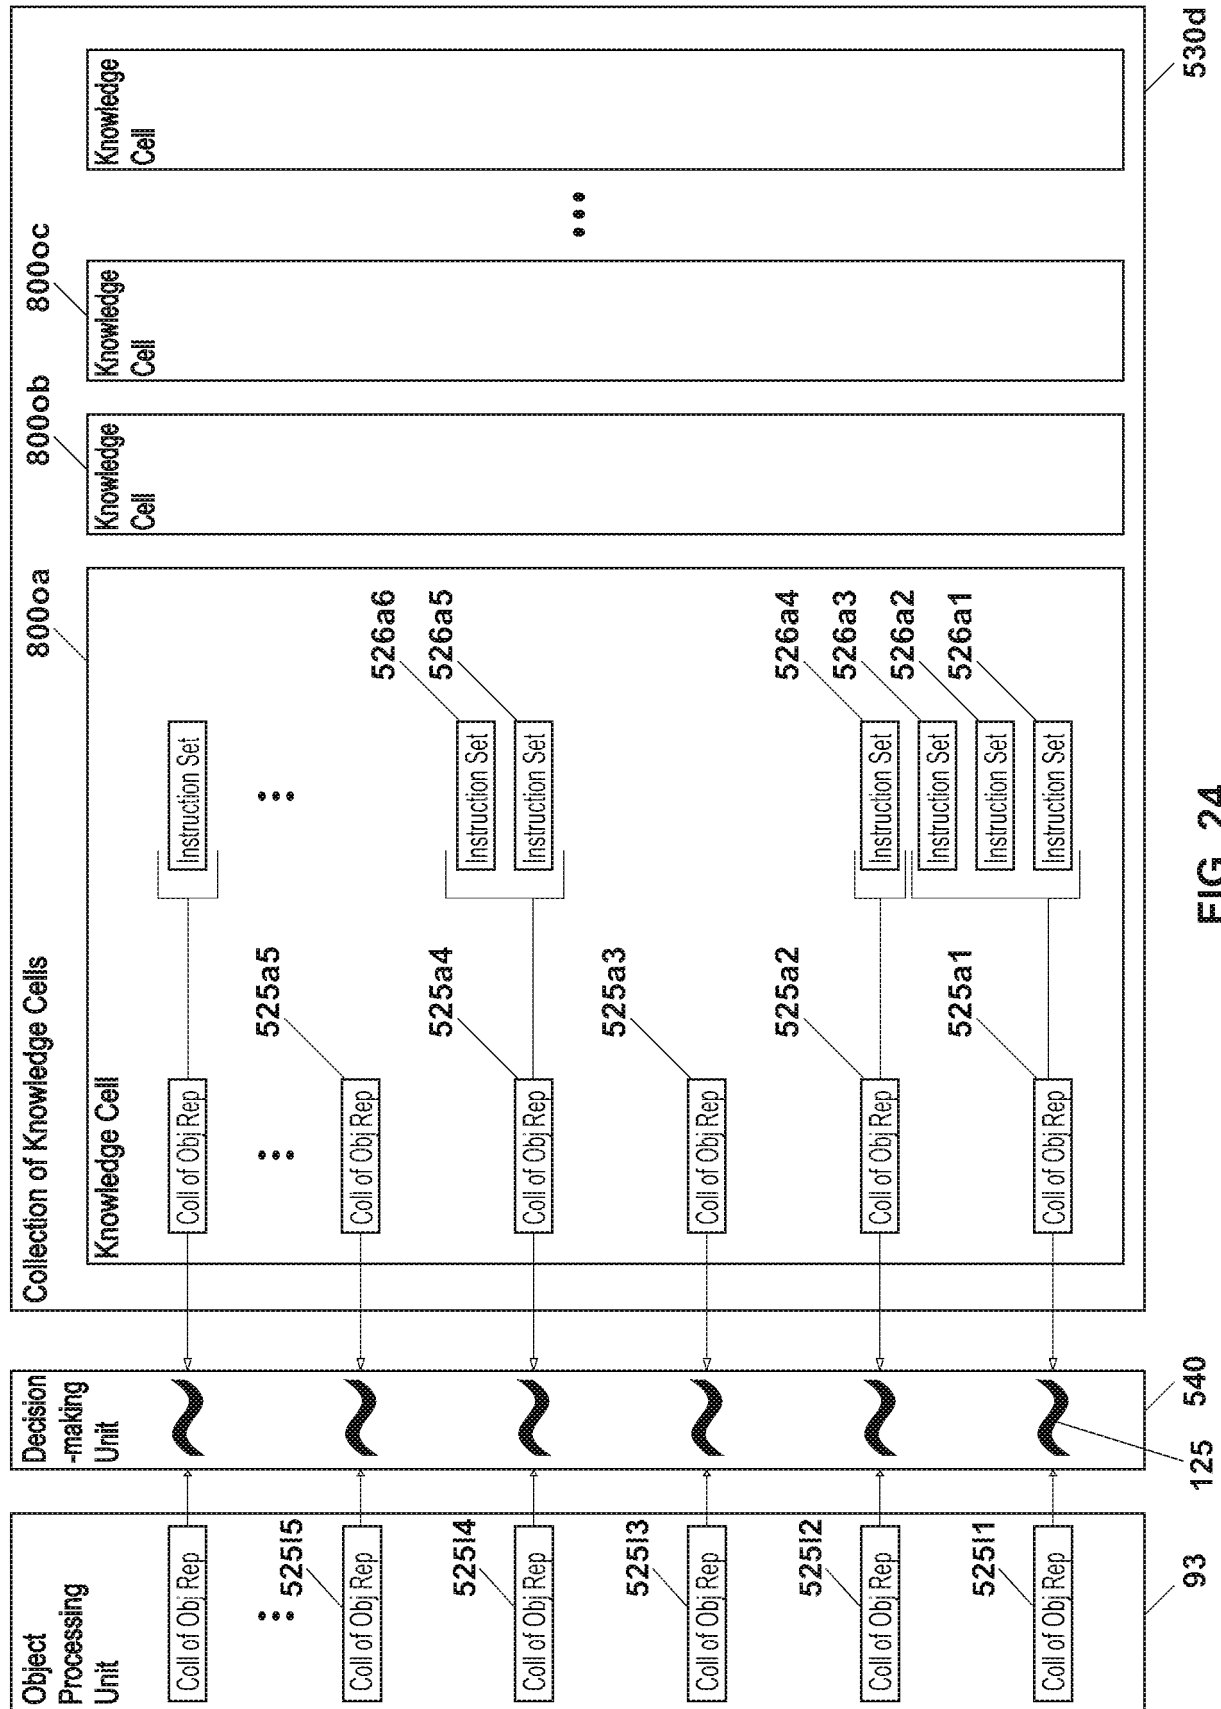 Object
Processing
Unit
Coll of Obj Rep
Coll of Obj Rep
525l5
Coll of Obj Rep
525l4
Coll of Obj Rep
525l3
Coll of Obj Rep
525l2
Coll of Obj Rep
525l1
93
Decision
-making
Unit
125
540
Collection of Knowledge Cells
Knowledge Cell
800oa
Coll of Obj Rep
Coll of Obj Rep
525a5
Coll of Obj Rep
525a4
Coll of Obj Rep
525a3
Coll of Obj Rep
525a2
Coll of Obj Rep
525a1
Instruction Set
Instruction Set
526a6
Instruction Set
526a5
Instruction Set
526a4
Instruction Set
526a3
Instruction Set
526a2
Instruction Set
526a1
Knowledge
Cell
800ob
Knowledge
Cell
800oc
Knowledge
Cell
530d
FIG. 24